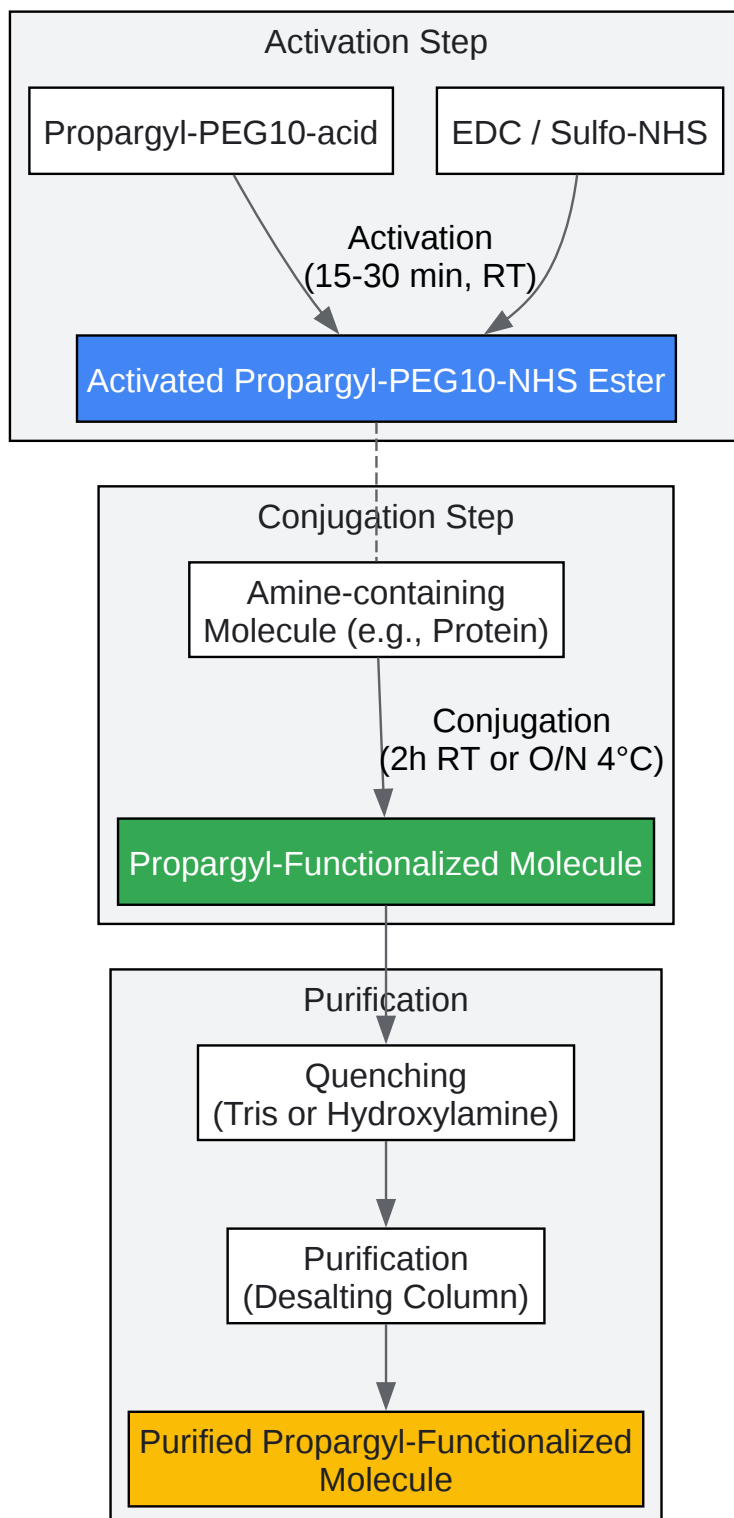 Activation Step
Propargyl-PEG10-acid
EDC / Sulfo-NHS
Activation
(15-30 min, RT)
Activated Propargyl-PEG10-NHS Ester
Conjugation Step
Amine-containing
Molecule (e.g., Protein)
Conjugation
(2h RT or O/N 4°C)
Propargyl-Functionalized Molecule
Purification
Quenching
(Tris or Hydroxylamine)
Purification
(Desalting Column)
Purified Propargyl-Functionalized
Molecule